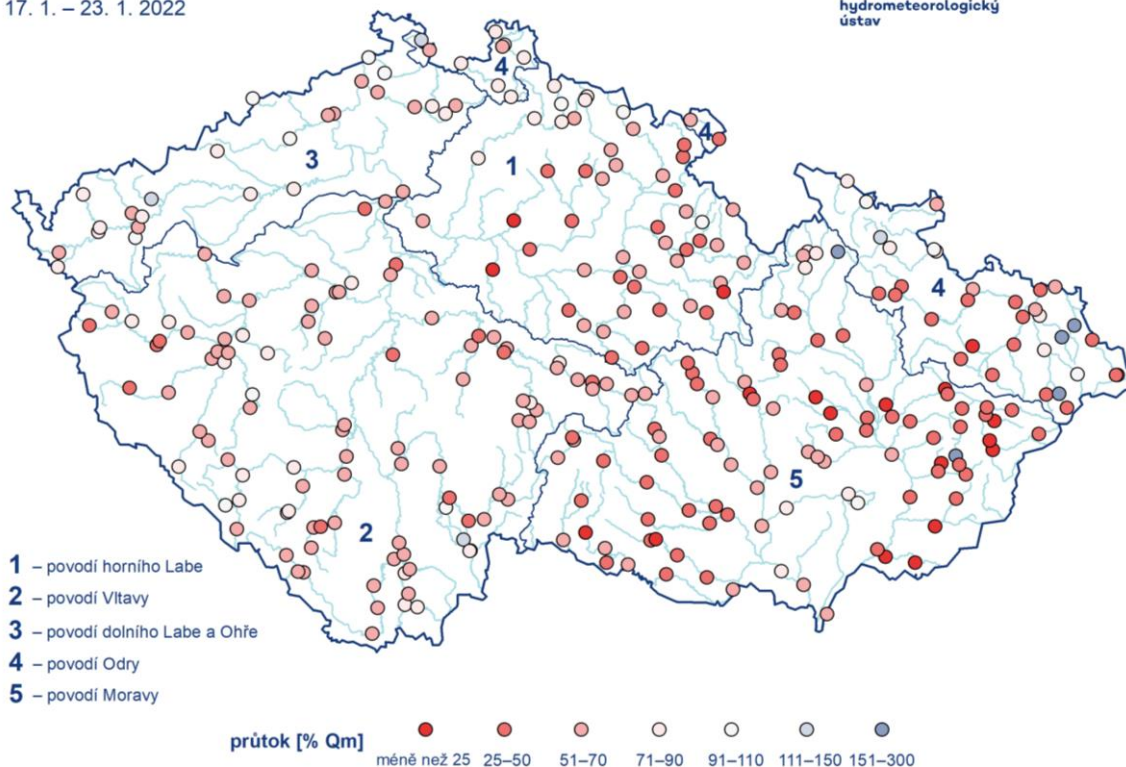 17. 1. – 23. 1. 2022
hydrometeorologický
ústav
4
4
3
1
4
5
2
1 – povodí horního Labe
2 – povodí Vltavy
3 – povodí dolního Labe a Ohře
4 – povodí Odry
5 – povodí Moravy
průtok [% Qm]
méně než 25 25–50 51–70 71–90 91–110 111–150 151–300